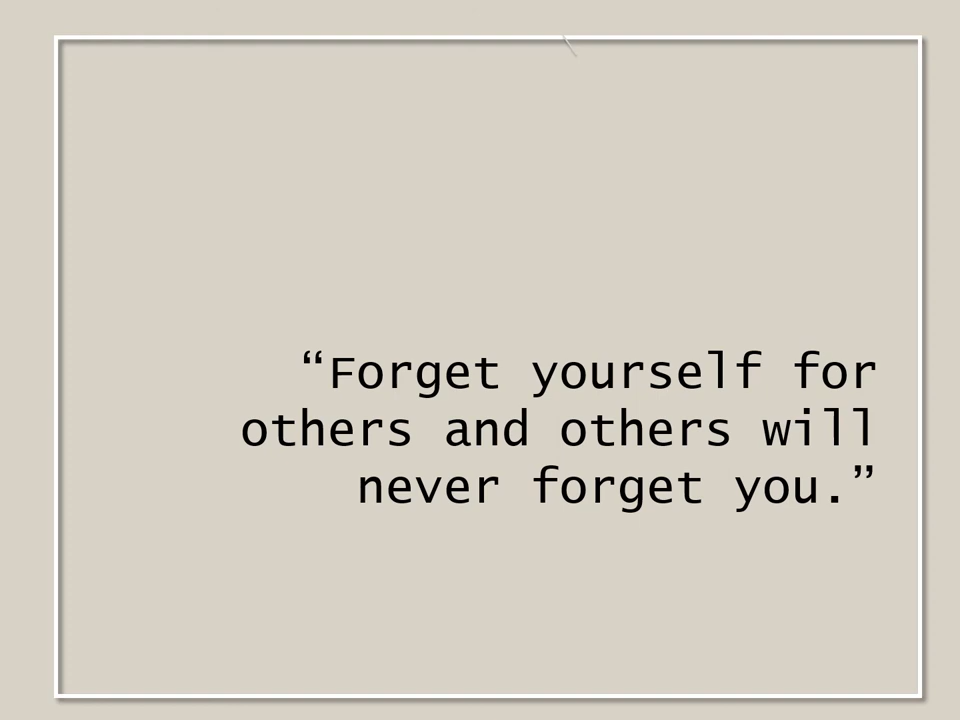 “Forget yourself for
others and others will
never forget you.”